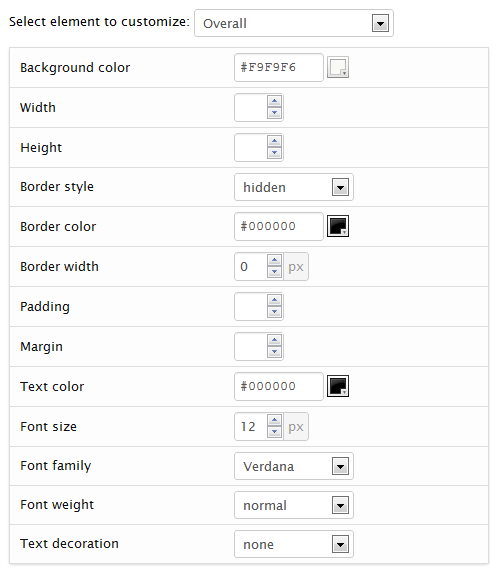 Select element to customize: Overall
Background color #F9F9F6
Width
Height
Border style hidden
Border color #000000
Border width 0 px
Padding
Margin
Text color #000000
Font size 12 px
Font family Verdana
Font weight normal
Text decoration none